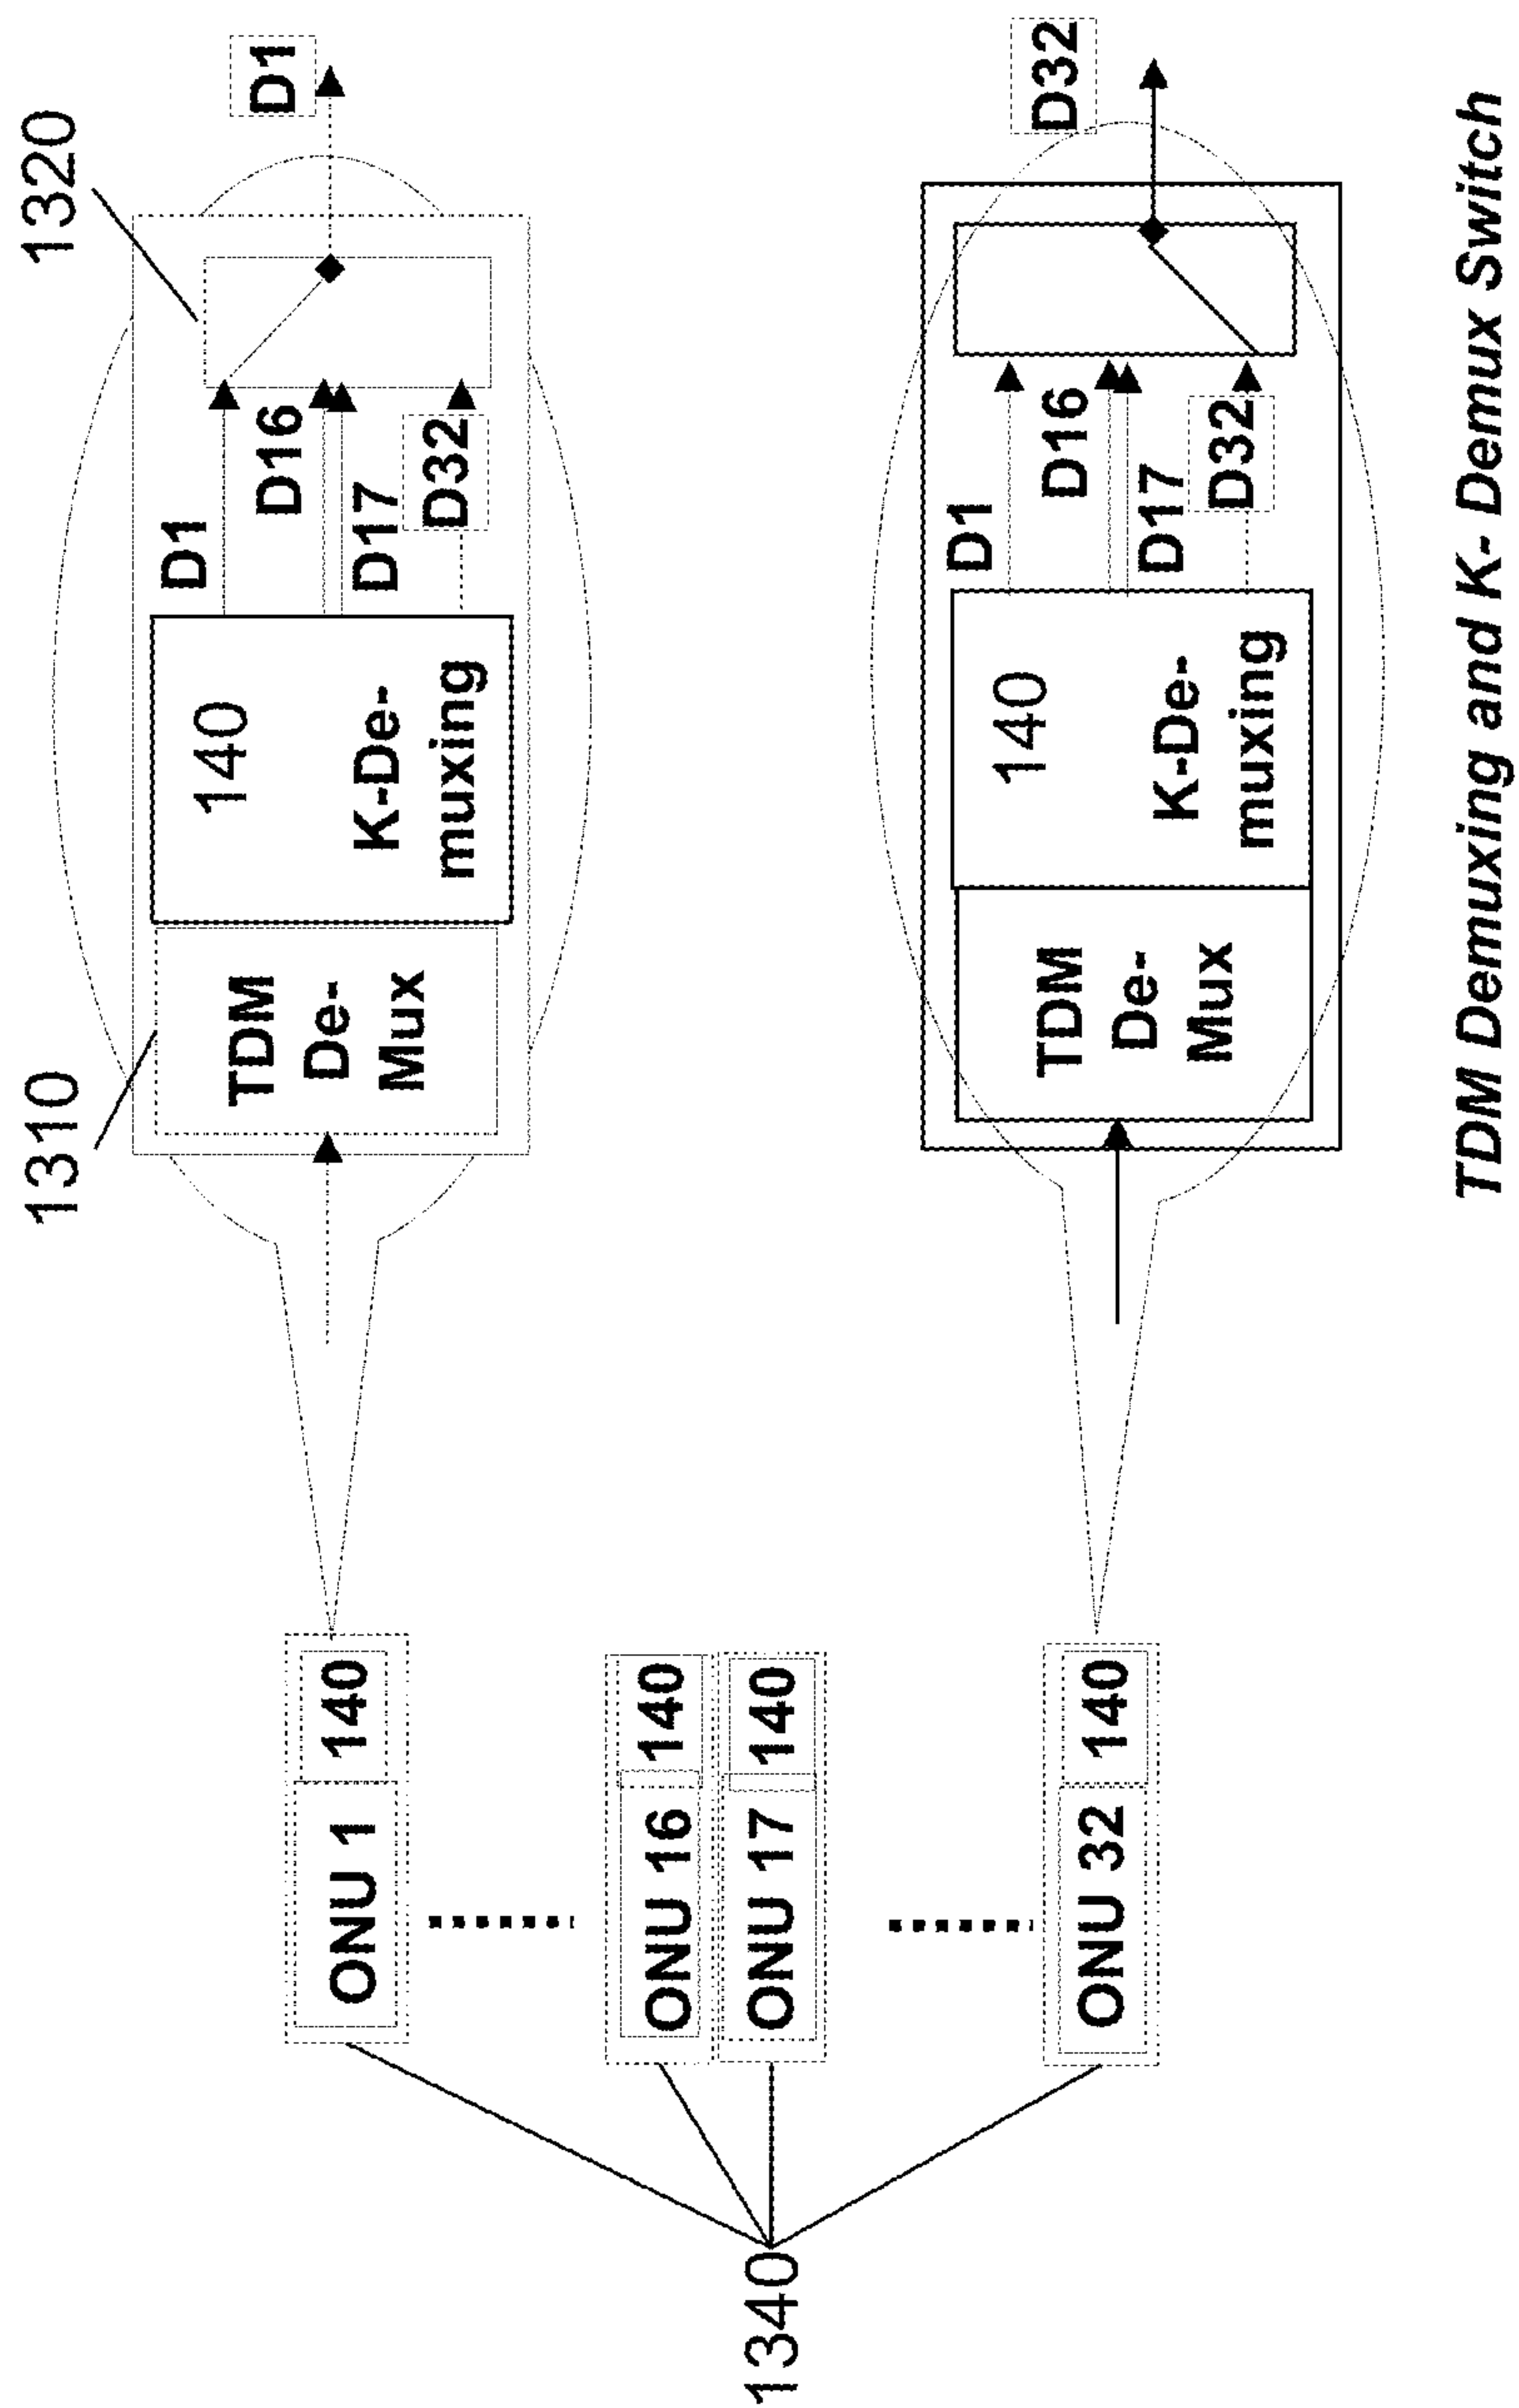 1310
1320
TDM
De-
Mux
140
K-De-
muxing
D1
D16
D17
D32
D1
ONU 1
140
ONU 16
140
ONU 17
140
ONU 32
140
1340
TDM
De-
Mux
140
K-De-
muxing
D1
D16
D17
D32
D32
TDM Demuxing and K- Demux Switch